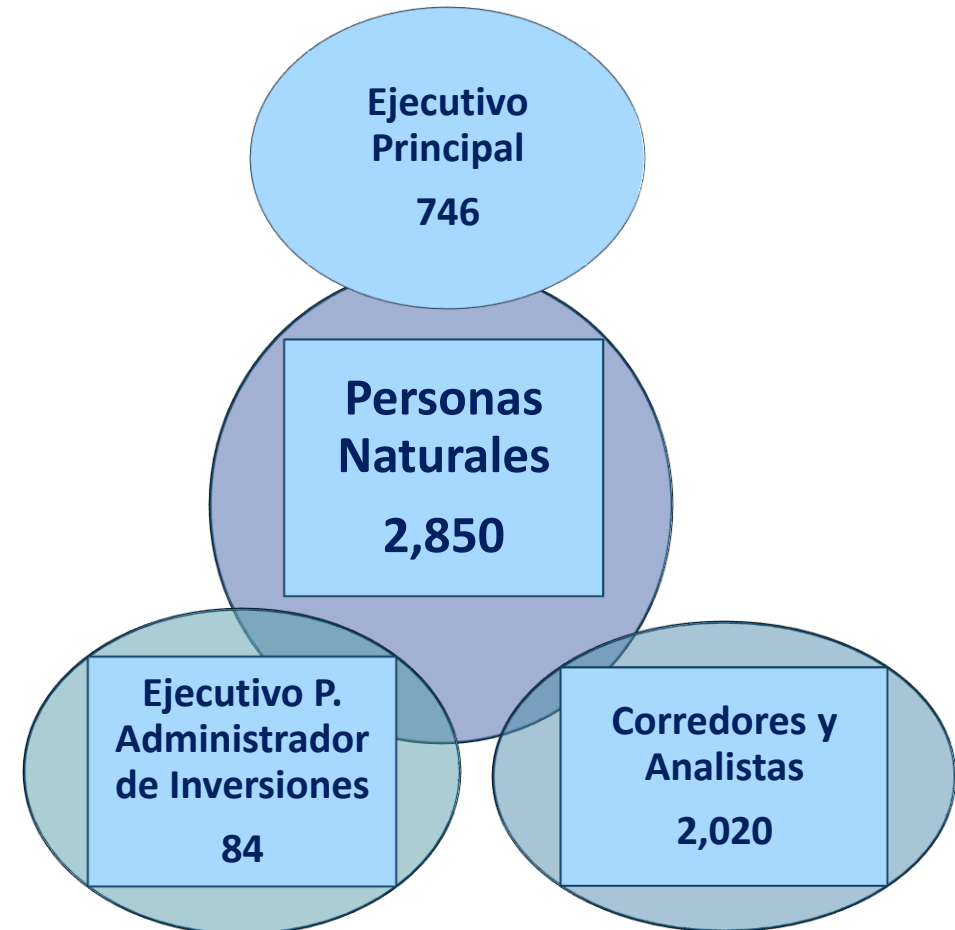 Ejecutivo
Principal
746
Personas
Naturales
2,850
Ejecutivo P.
Administrador
de Inversiones
84
Corredores y
Analistas
2,020